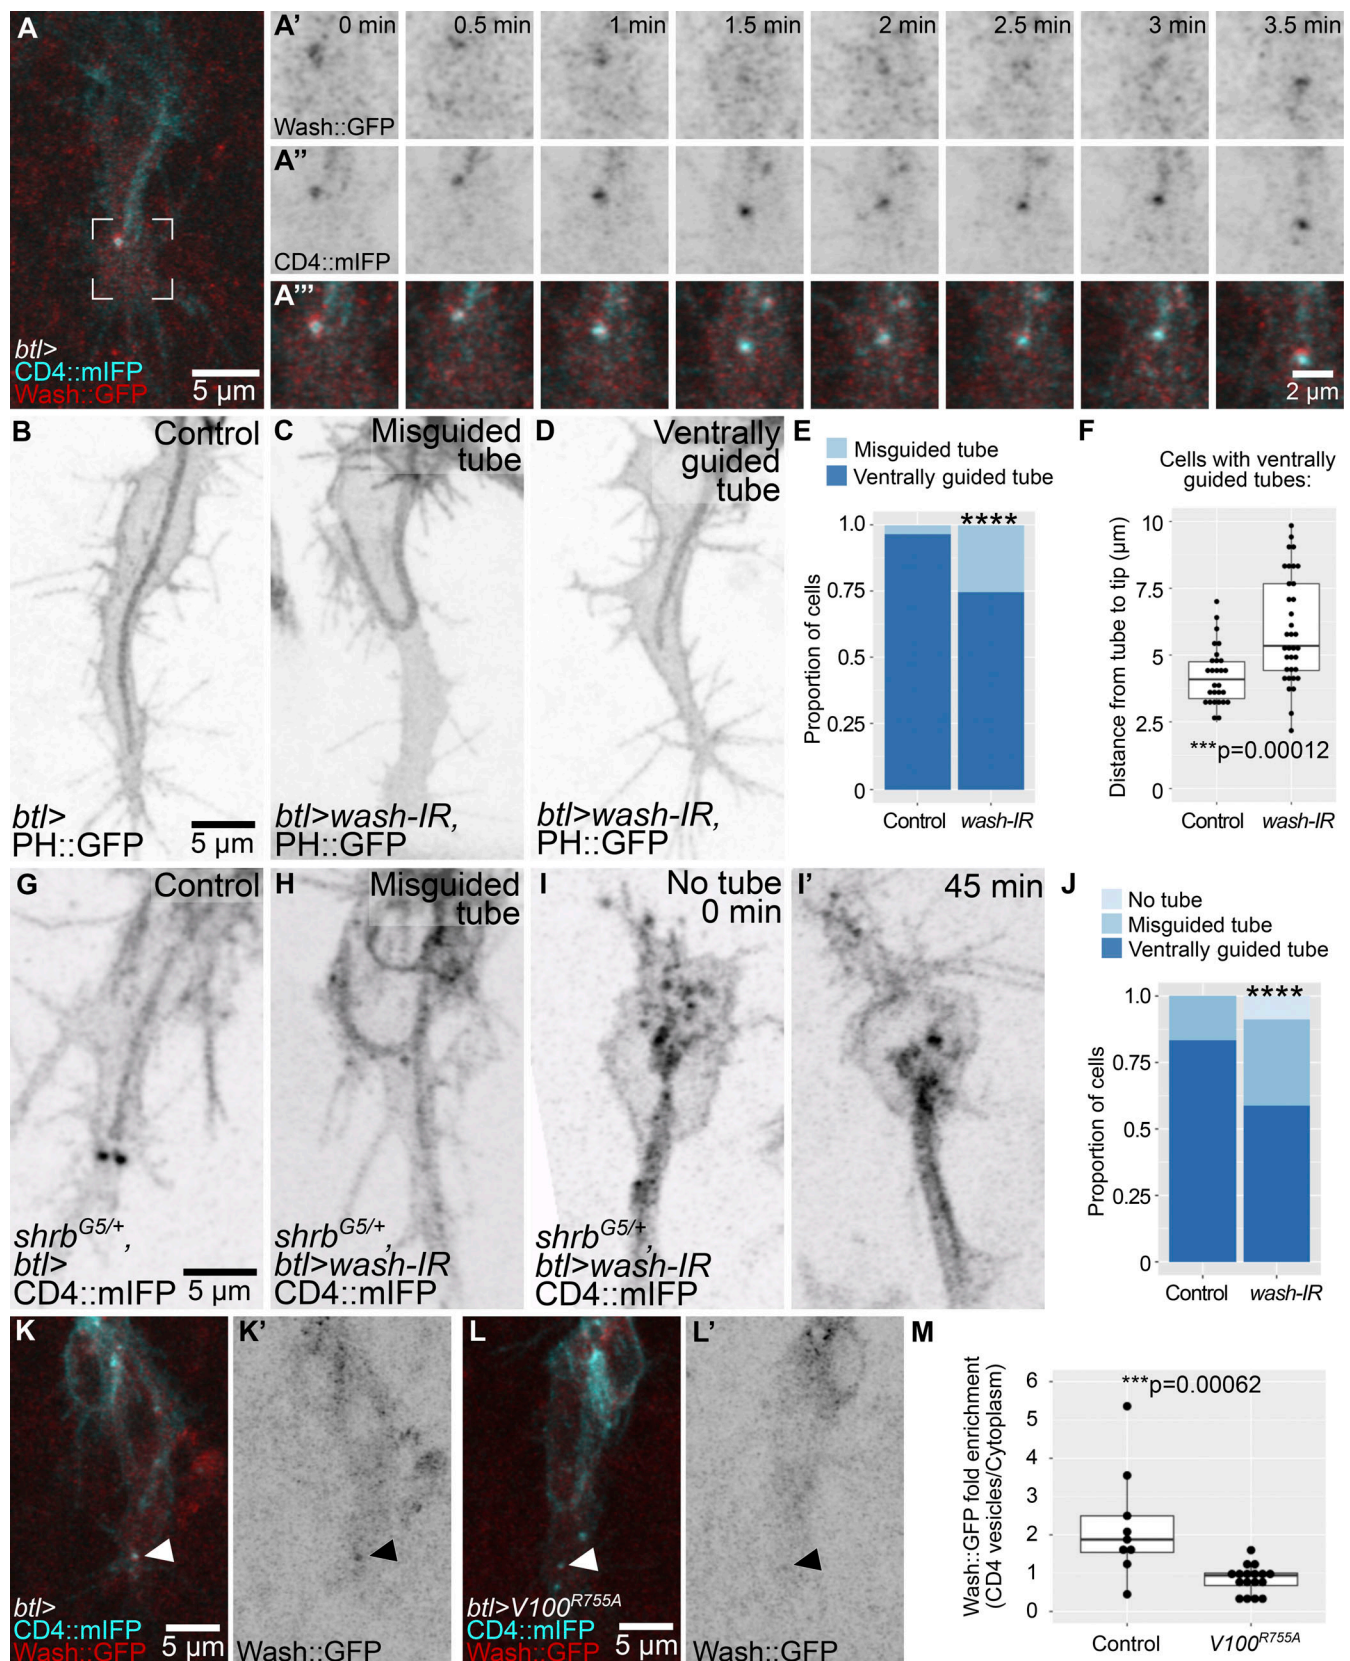 A
btl>
CD4::mIFP
Wash::GFP
5 µm
A'
0 min
0.5 min
1 min
1.5 min
2 min
2.5 min
3 min
3.5 min
Wash::GFP
A''
CD4::mIFP
A'''
2 µm
B
Control
btl>
PH::GFP
5 µm
C
Misguided
tube
btl>wash-IR,
PH::GFP
D
Ventrally
guided
tube
btl>wash-IR,
PH::GFP
E
Misguided tube
Ventrally guided tube
****
Proportion of cells
1.0
0.75
0.5
0.25
0
Control
wash-IR
F
Cells with ventrally
guided tubes:
Distance from tube to tip (µm)
10
7.5
5
2.5
0
***p=0.00012
Control
wash-IR
G
Control
shrb^G5/+,
btl>
CD4::mIFP
5 µm
H
Misguided
tube
shrb^G5/+,
btl>wash-IR
CD4::mIFP
I
No tube
0 min
shrb^G5/+,
btl>wash-IR
CD4::mIFP
I'
45 min
J
No tube
Misguided tube
Ventrally guided tube
****
Proportion of cells
1.0
0.75
0.5
0.25
0
Control
wash-IR
K
btl>
CD4::mIFP
Wash::GFP
5 µm
K'
Wash::GFP
L
btl>V100^R755A
CD4::mIFP
Wash::GFP
5 µm
L'
Wash::GFP
M
Wash::GFP fold enrichment
(CD4 vesicles/Cytoplasm)
6
5
4
3
2
1
0
***p=0.00062
Control
V100^R755A